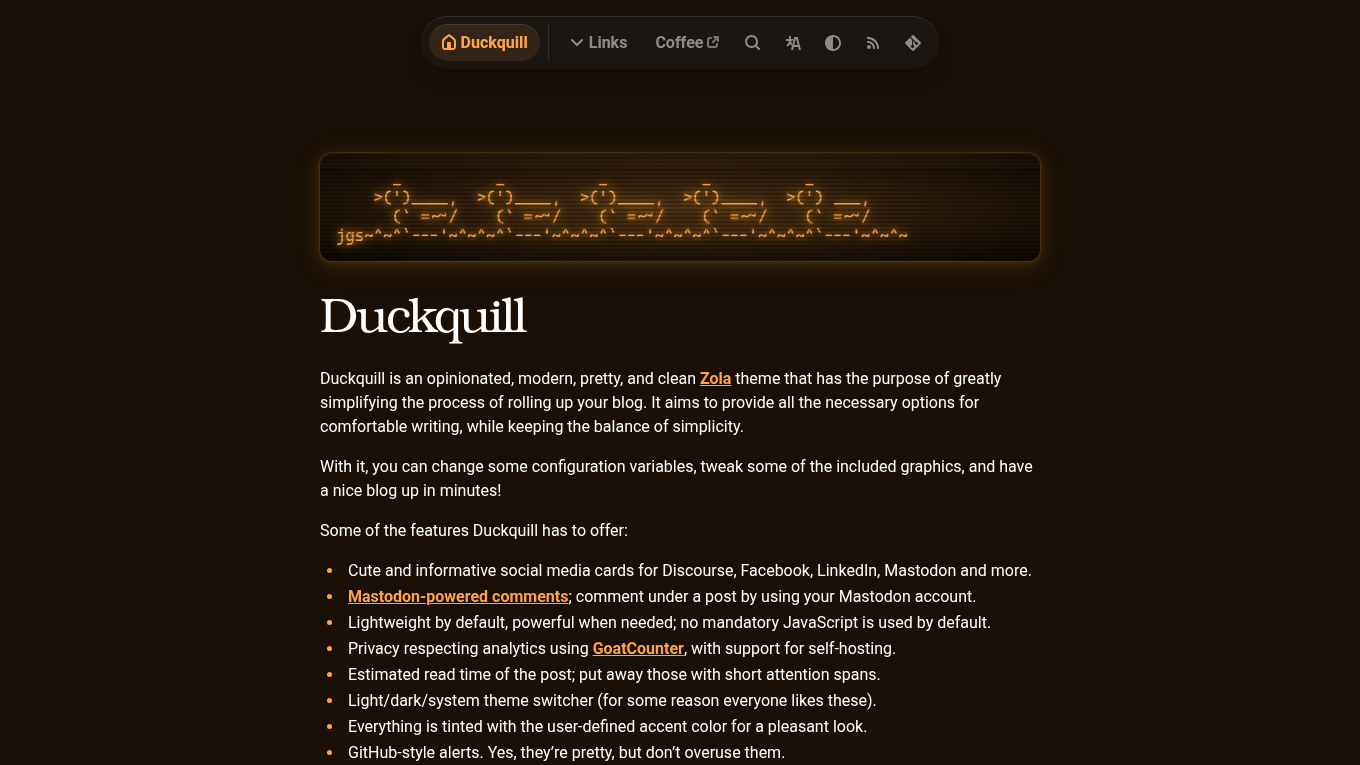 Duckquill
Links
Coffee
      _          _          _          _          _
    >(')____,  >(')____,  >(')____,  >(')____,  >(') ___,
      (` =~~/    (` =~~/    (` =~~/    (` =~~/    (` =~~/
jgs~^~^`---'~^~^~^`---'~^~^~^`---'~^~^~^`---'~^~^~^`---'~^~^~
Duckquill
Duckquill is an opinionated, modern, pretty, and clean Zola theme that has the purpose of greatly
simplifying the process of rolling up your blog. It aims to provide all the necessary options for
comfortable writing, while keeping the balance of simplicity.
With it, you can change some configuration variables, tweak some of the included graphics, and have
a nice blog up in minutes!
Some of the features Duckquill has to offer:
• Cute and informative social media cards for Discourse, Facebook, LinkedIn, Mastodon and more.
• Mastodon-powered comments; comment under a post by using your Mastodon account.
• Lightweight by default, powerful when needed; no mandatory JavaScript is used by default.
• Privacy respecting analytics using GoatCounter, with support for self-hosting.
• Estimated read time of the post; put away those with short attention spans.
• Light/dark/system theme switcher (for some reason everyone likes these).
• Everything is tinted with the user-defined accent color for a pleasant look.
• GitHub-style alerts. Yes, they’re pretty, but don’t overuse them.